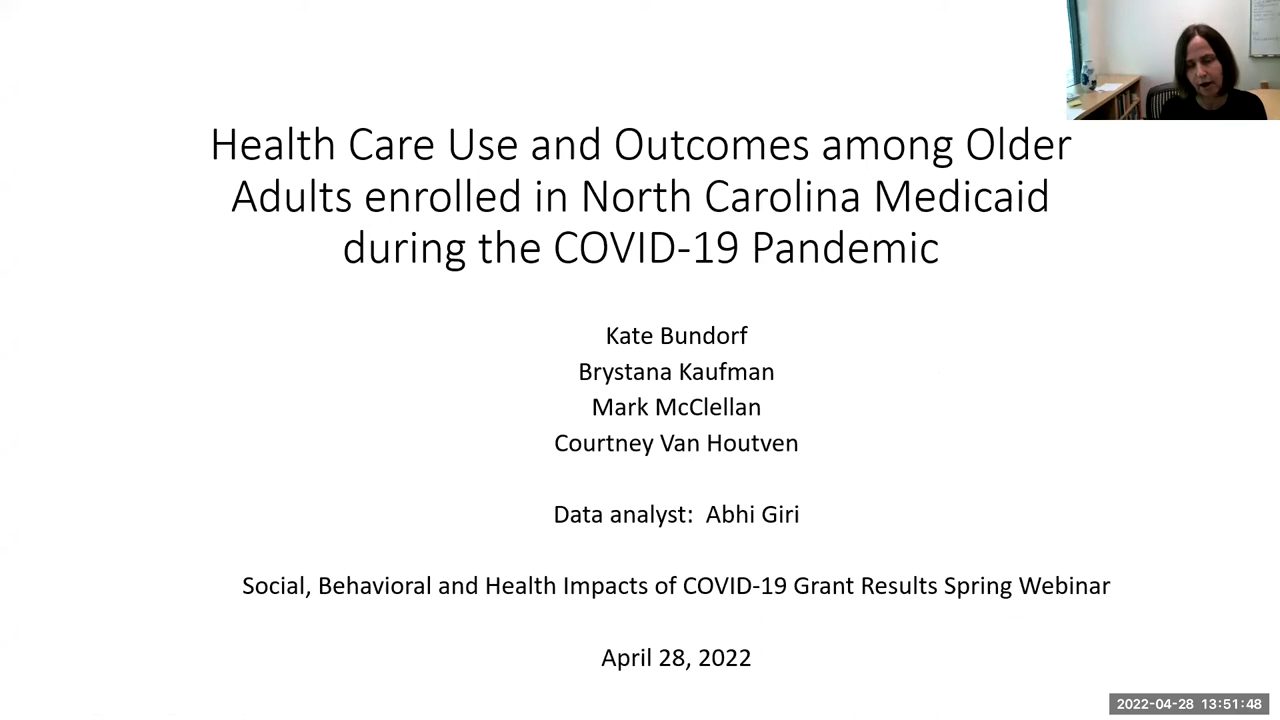 Health Care Use and Outcomes among Older
Adults enrolled in North Carolina Medicaid
during the COVID-19 Pandemic
Kate Bundorf
Brystana Kaufman
Mark McClellan
Courtney Van Houtven
Data analyst: Abhi Giri
Social, Behavioral and Health Impacts of COVID-19 Grant Results Spring Webinar
April 28, 2022
2022-04-28 13:51:48